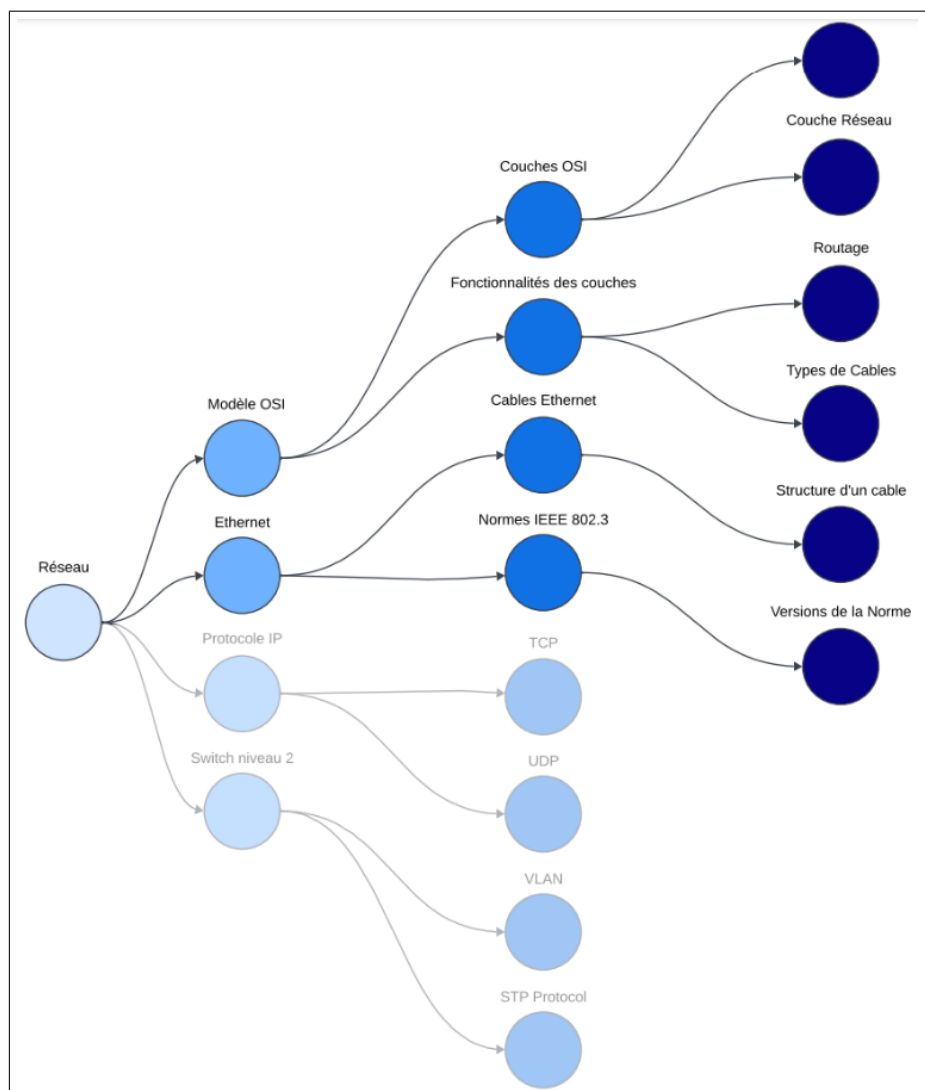 Couche Réseau
Couches OSI
Routage
Fonctionnalités des couches
Types de Cables
Modèle OSI
Cables Ethernet
Structure d'un cable
Ethernet
Normes IEEE 802.3
Réseau
Versions de la Norme
Protocole IP
TCP
Switch niveau 2
UDP
VLAN
STP Protocol